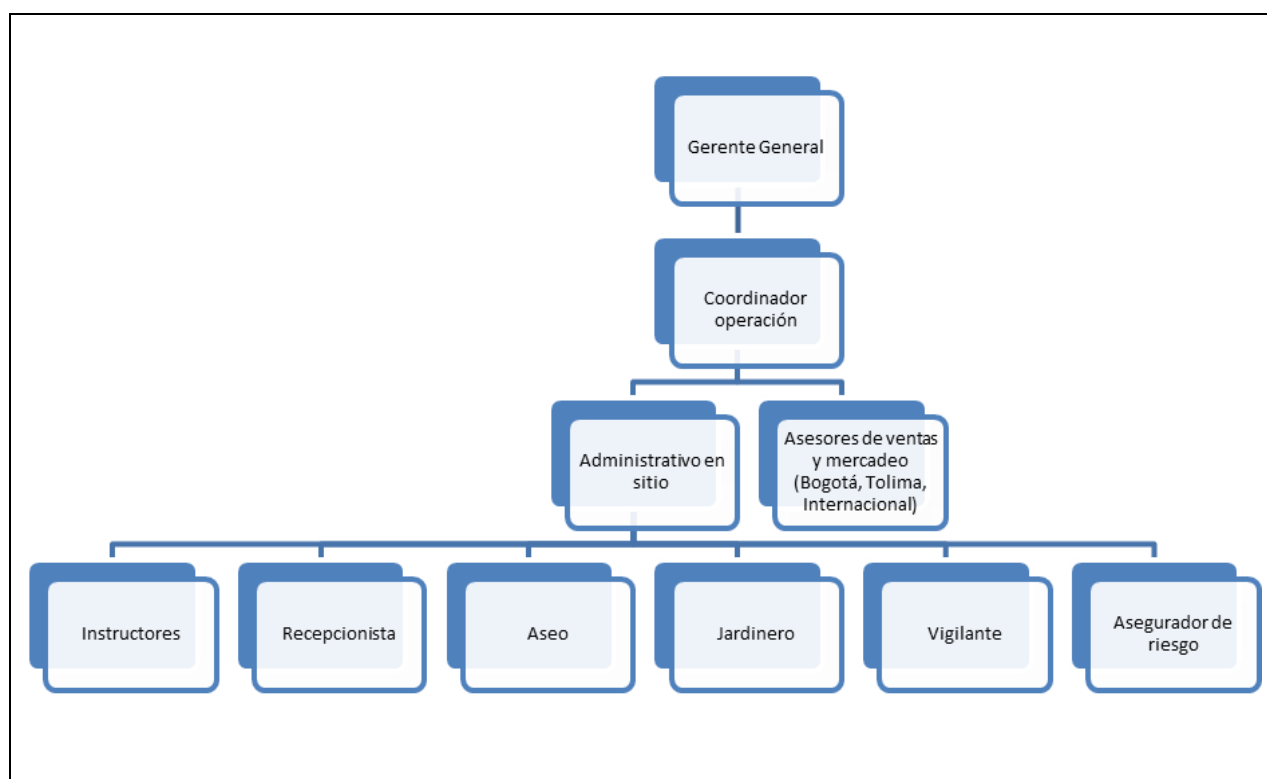 Gerente General
Coordinador
operación
Administrativo en
sitio
Asesores de ventas
y mercadeo
(Bogotá, Tolima,
Internacional)
Instructores
Recepcionista
Aseo
Jardinero
Vigilante
Asegurador de
riesgo